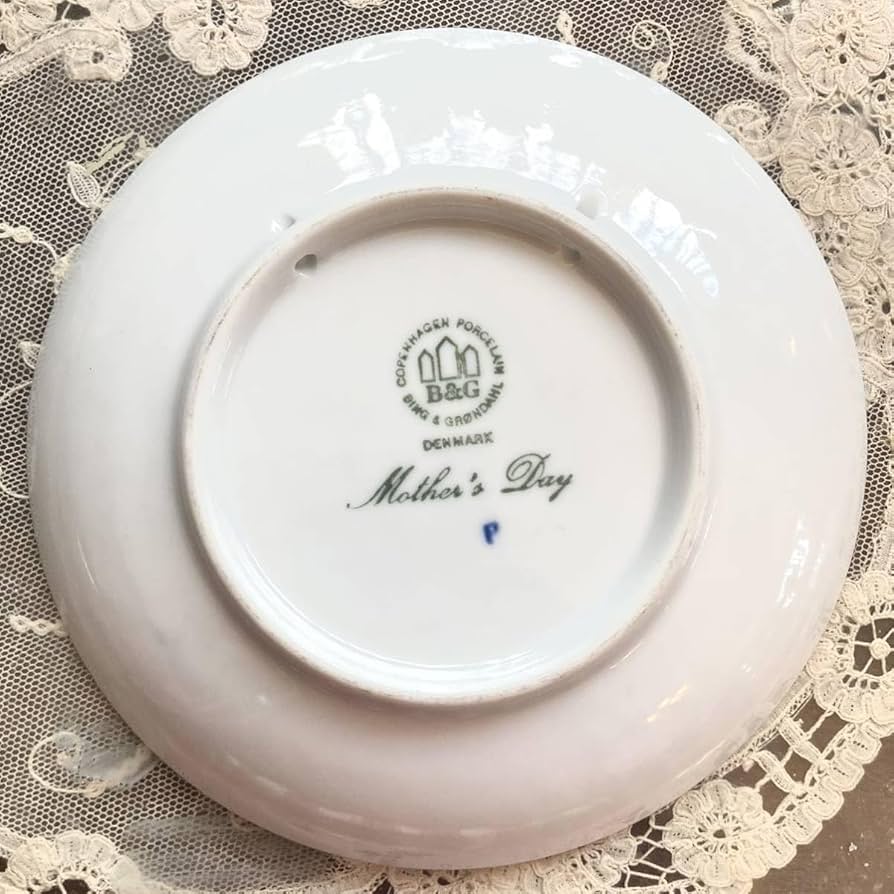 COPENHAGEN PORCELAIN
B&G
BING & GRØNDAHL
DENMARK
Mother's Day
P